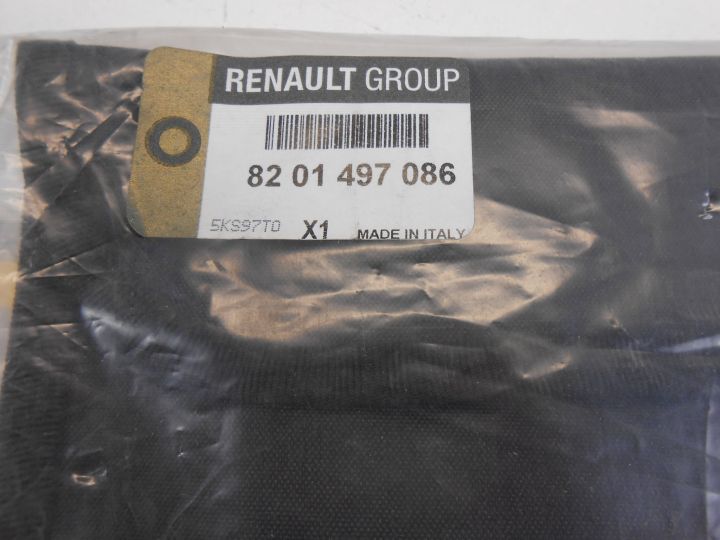 RENAULT GROUP
82 01 497 086
5KS97T0 X1 MADE IN ITALY